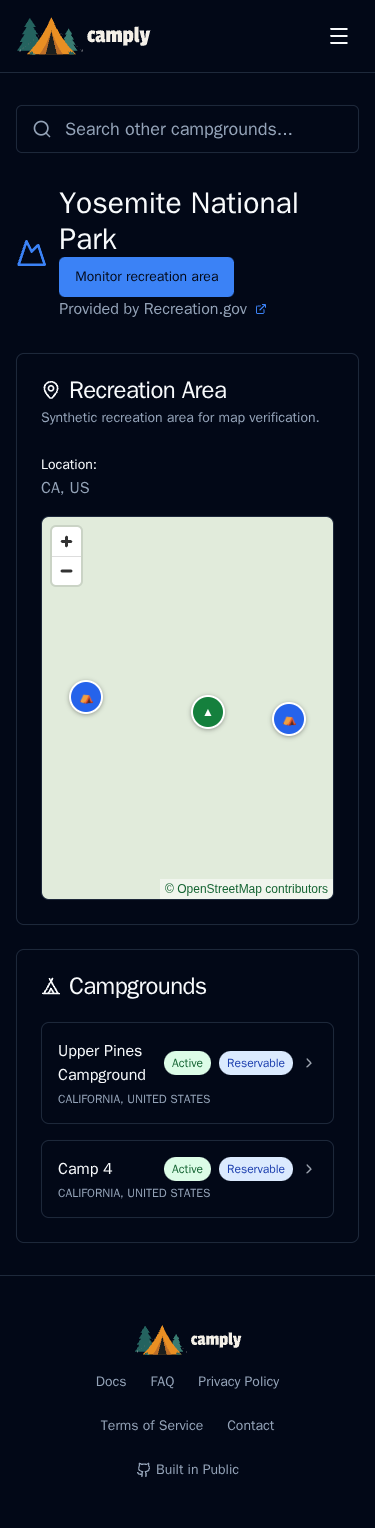 camply
Search other campgrounds...
Yosemite National
Park
Monitor recreation area
Provided by Recreation.gov
Recreation Area
Synthetic recreation area for map verification.
Location:
CA, US
+
−
© OpenStreetMap contributors
Campgrounds
Upper Pines
Campground
Active
Reservable
CALIFORNIA, UNITED STATES
Camp 4
Active
Reservable
CALIFORNIA, UNITED STATES
camply
Docs
FAQ
Privacy Policy
Terms of Service
Contact
Built in Public